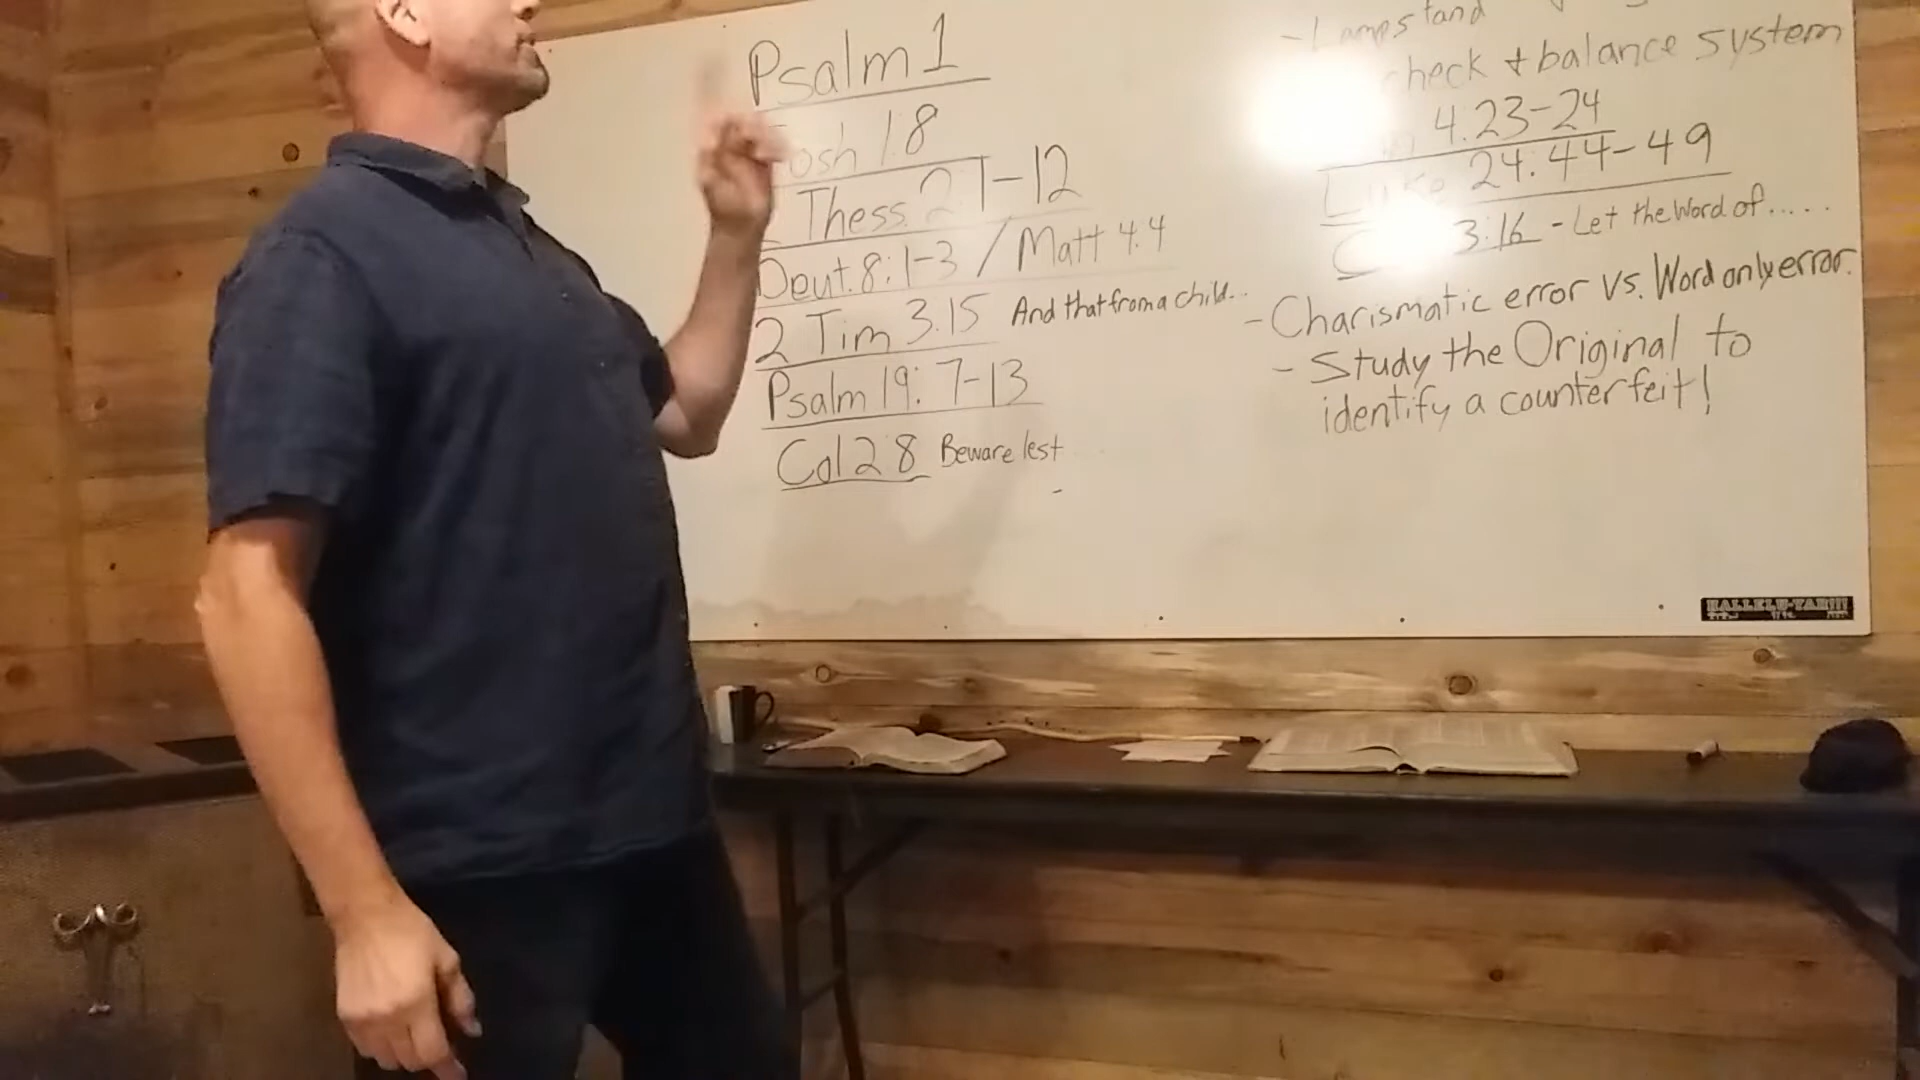 Psalm 1
Josh 1:8
2 Thess. 2:1-12
Deut. 8:1-3 / Matt 4:4
2 Tim 3:15 And that from a child...
Psalm 19: 7-13
Col 2 8 Beware lest
- Lampstand
check + balance system
4:23-24
Luke 24:44-49
3:16 - Let the Word of.....
- Charismatic error vs. Word only error.
- Study the Original to
identify a counterfeit!
HALLELU-YAH!!!